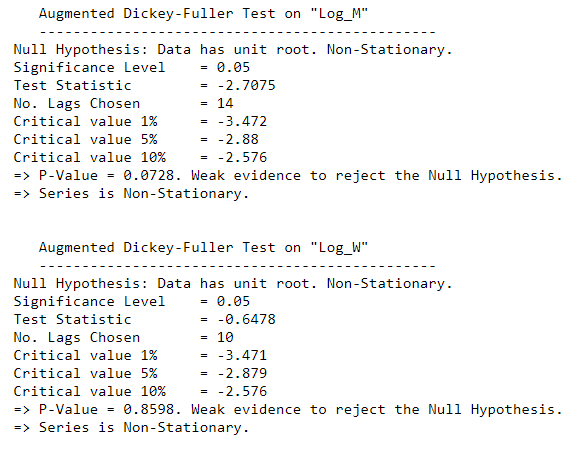 Augmented Dickey-Fuller Test on "Log_M"
-----------------------------------------------
Null Hypothesis: Data has unit root. Non-Stationary.
Significance Level    = 0.05
Test Statistic        = -2.7075
No. Lags Chosen       = 14
Critical value 1%     = -3.472
Critical value 5%     = -2.88
Critical value 10%    = -2.576
=> P-Value = 0.0728. Weak evidence to reject the Null Hypothesis.
=> Series is Non-Stationary.
Augmented Dickey-Fuller Test on "Log_W"
-----------------------------------------------
Null Hypothesis: Data has unit root. Non-Stationary.
Significance Level    = 0.05
Test Statistic        = -0.6478
No. Lags Chosen       = 10
Critical value 1%     = -3.471
Critical value 5%     = -2.879
Critical value 10%    = -2.576
=> P-Value = 0.8598. Weak evidence to reject the Null Hypothesis.
=> Series is Non-Stationary.